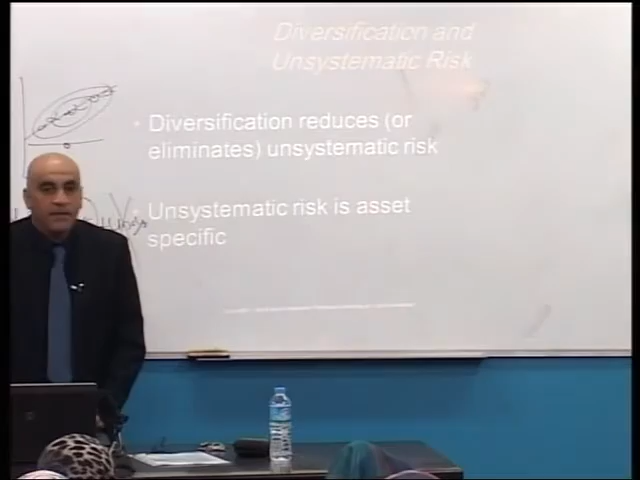 Diversification and
Unsystematic Risk
• Diversification reduces (or
eliminates) unsystematic risk
• Unsystematic risk is asset
specific